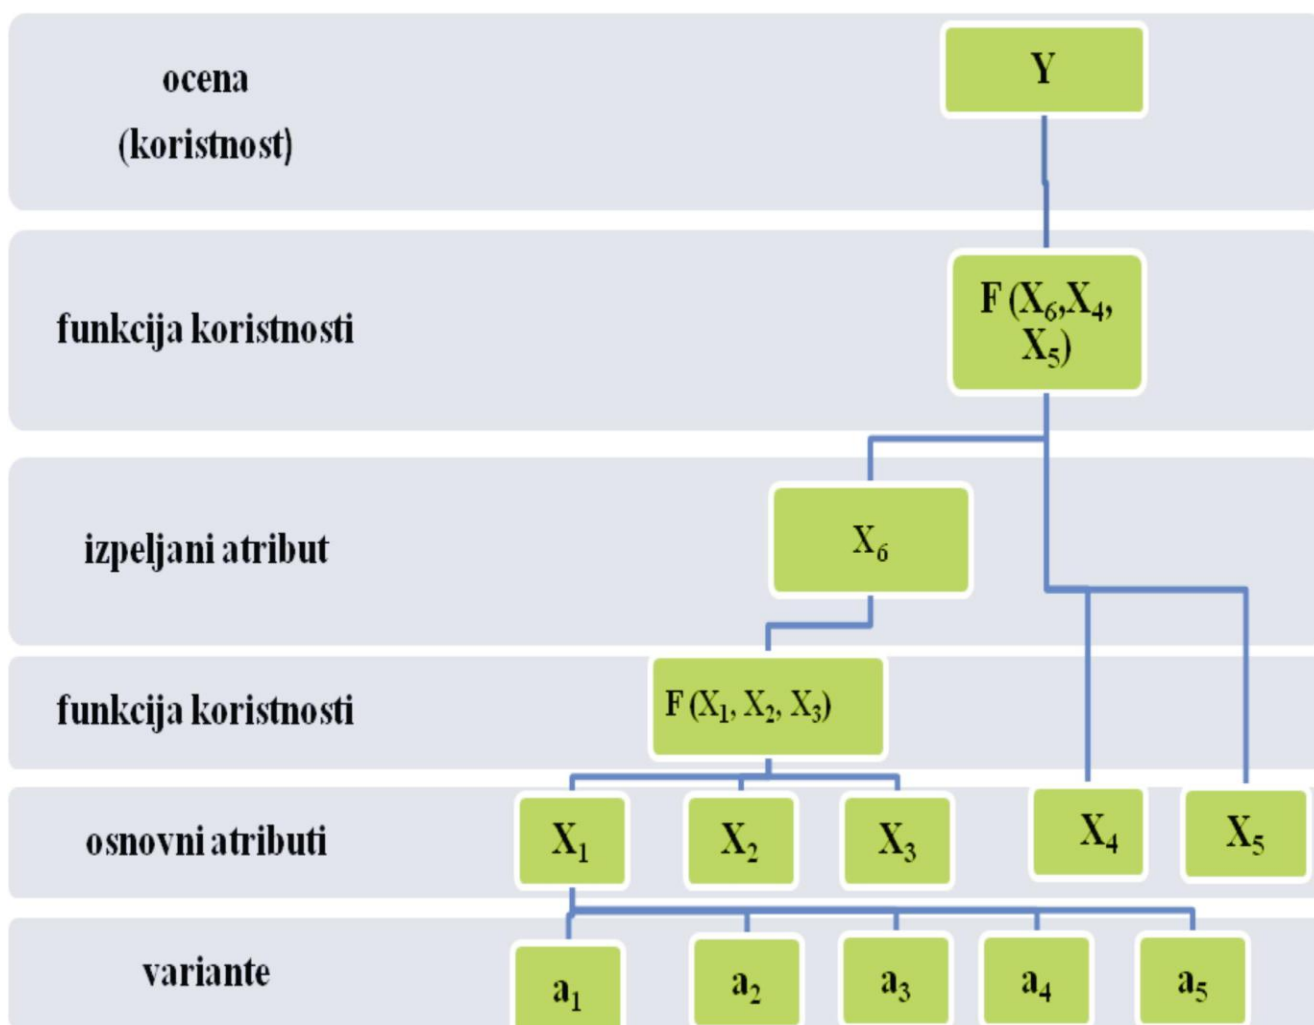 ocena
(koristnost)
Y
funkcija koristnosti
F (X₆,X₄,
X₅)
izpeljani atribut
X₆
funkcija koristnosti
F (X₁, X₂, X₃)
osnovni atributi
X₁ X₂ X₃ X₄ X₅
variante
a₁ a₂ a₃ a₄ a₅